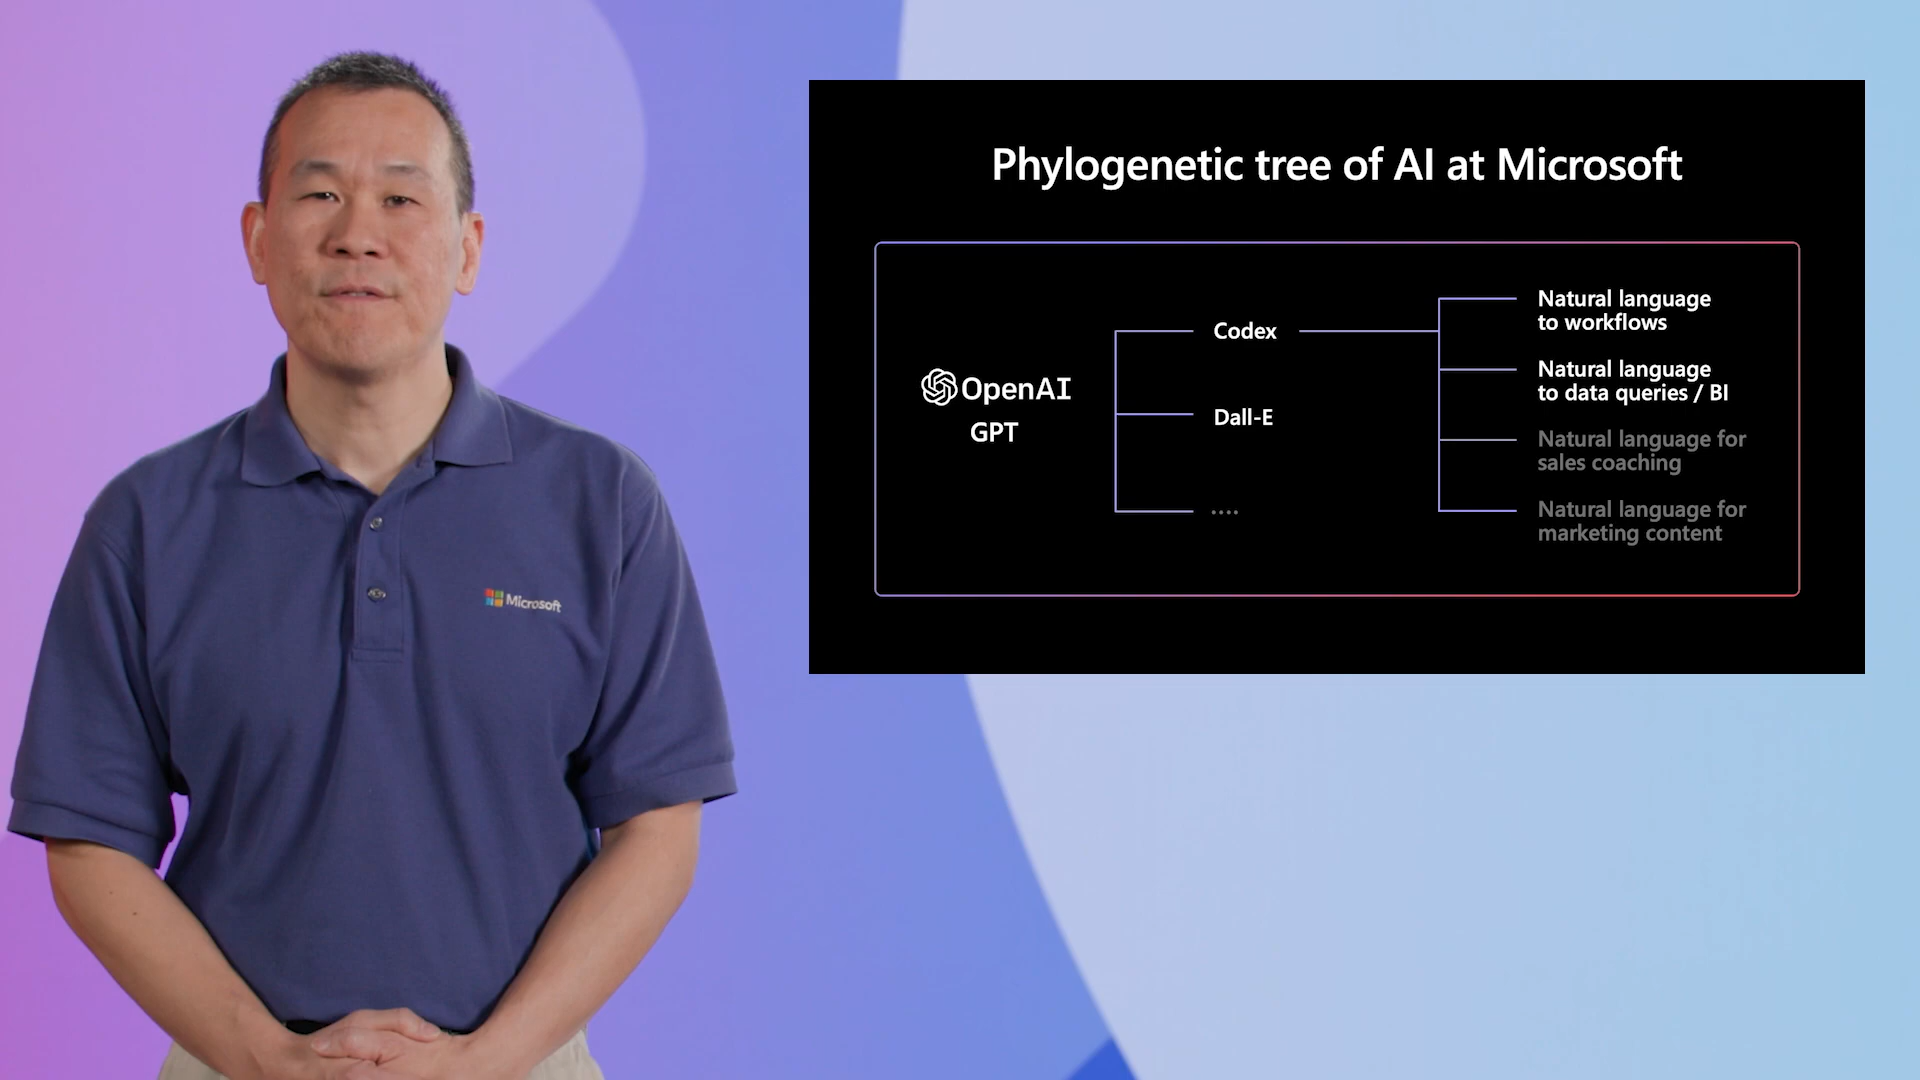 Phylogenetic tree of AI at Microsoft
OpenAI
GPT
Codex
Dall-E
....
Natural language
to workflows
Natural language
to data queries / BI
Natural language for
sales coaching
Natural language for
marketing content
Microsoft